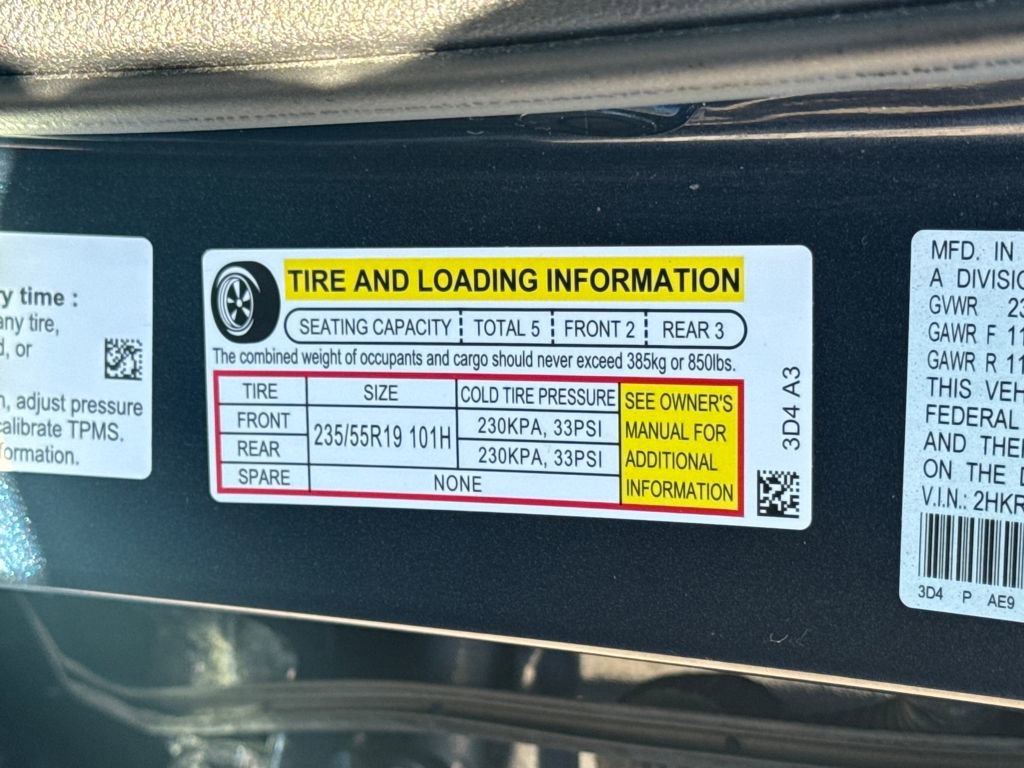 y time :
any tire,
d, or
n, adjust pressure
calibrate TPMS.
formation.
TIRE AND LOADING INFORMATION
SEATING CAPACITY TOTAL 5 FRONT 2 REAR 3
The combined weight of occupants and cargo should never exceed 385kg or 850lbs.
TIRE SIZE COLD TIRE PRESSURE
FRONT 235/55R19 101H 230KPA, 33PSI
REAR 230KPA, 33PSI
SPARE NONE
SEE OWNER'S
MANUAL FOR
ADDITIONAL
INFORMATION
3D4 A3
MFD. IN
A DIVISIO
GVWR 23
GAWR F 11
GAWR R 11
THIS VEH
FEDERAL
AND THE
ON THE
V.I.N.: 2HKR
3D4 P AE9